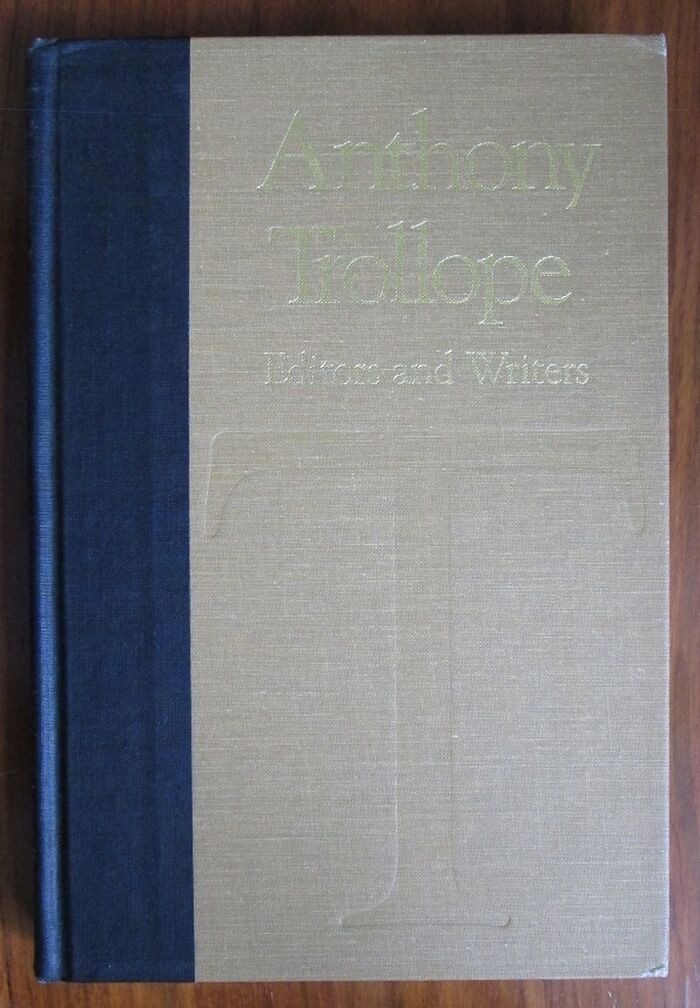 Anthony
Trollope
Editors and Writers
T